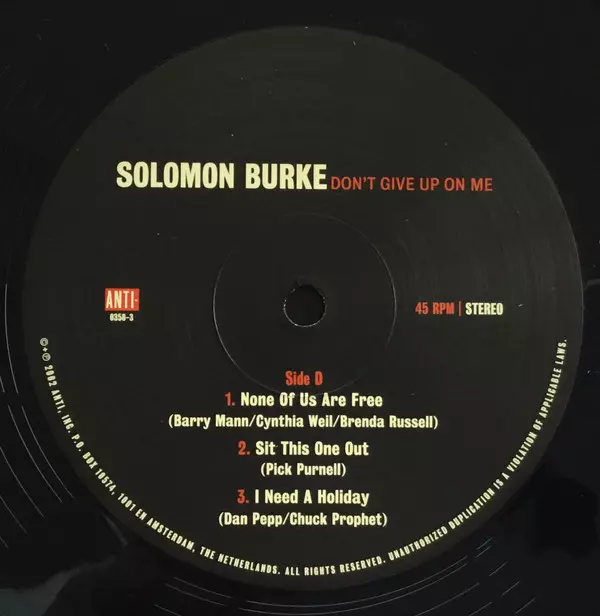 SOLOMON BURKE DON'T GIVE UP ON ME
ANTI-
0358-3
45 RPM | STEREO
Side D
1. None Of Us Are Free
(Barry Mann/Cynthia Weil/Brenda Russell)
2. Sit This One Out
(Pick Purnell)
3. I Need A Holiday
(Dan Pepp/Chuck Prophet)
© + ℗ 2002 ANTI, INC. P.O. BOX 10574, 1001 EN AMSTERDAM, THE NETHERLANDS. ALL RIGHTS RESERVED. UNAUTHORIZED DUPLICATION IS A VIOLATION OF APPLICABLE LAWS.